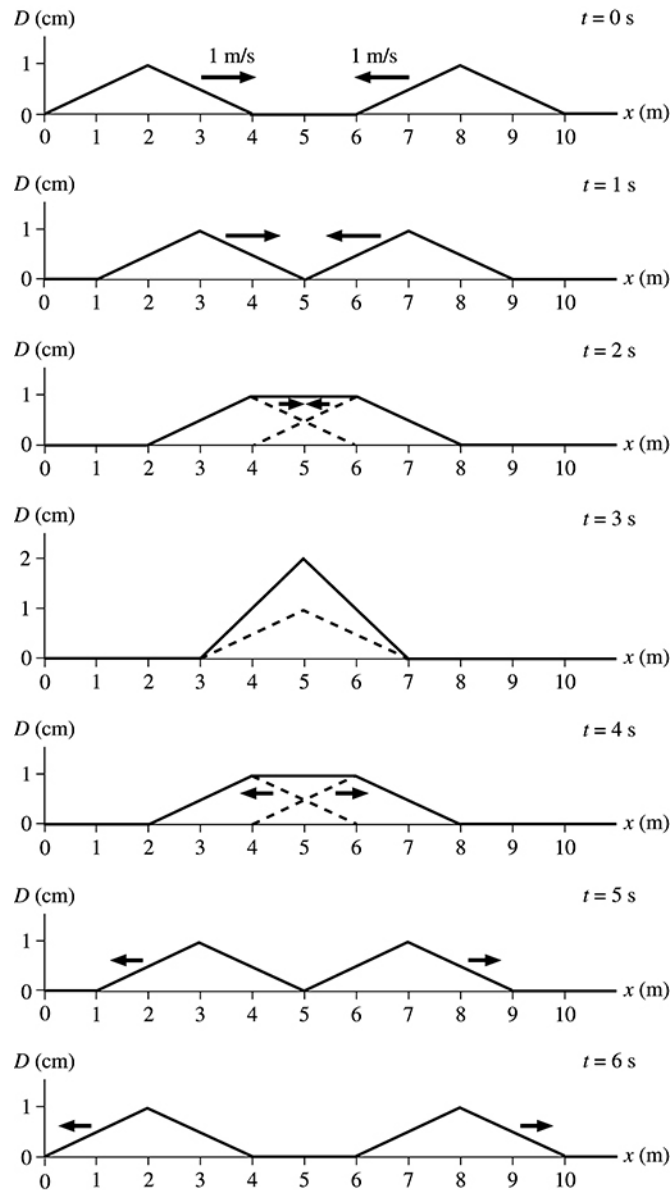 D (cm) t = 0 s
1 m/s 1 m/s
1
0
x (m)
0 1 2 3 4 5 6 7 8 9 10
D (cm) t = 1 s
1
0
x (m)
0 1 2 3 4 5 6 7 8 9 10
D (cm) t = 2 s
1
0
x (m)
0 1 2 3 4 5 6 7 8 9 10
D (cm) t = 3 s
2
1
0
x (m)
0 1 2 3 4 5 6 7 8 9 10
D (cm) t = 4 s
1
0
x (m)
0 1 2 3 4 5 6 7 8 9 10
D (cm) t = 5 s
1
0
x (m)
0 1 2 3 4 5 6 7 8 9 10
D (cm) t = 6 s
1
0
x (m)
0 1 2 3 4 5 6 7 8 9 10